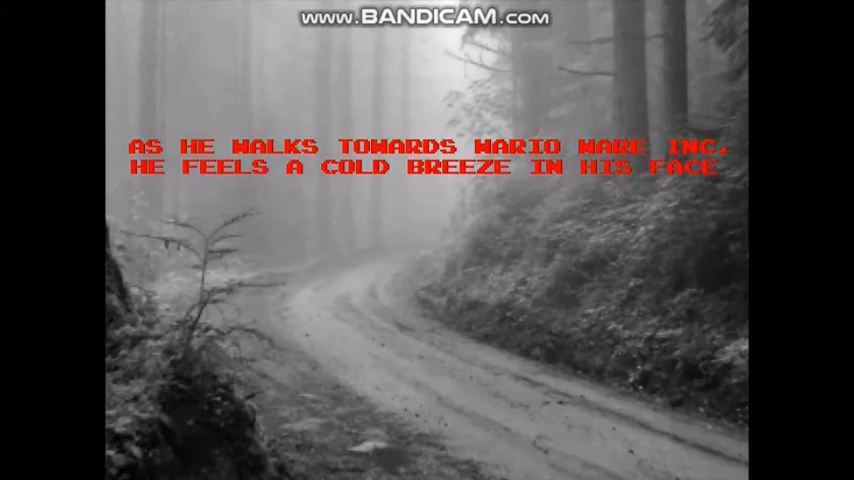 www.BANDICAM.com
AS HE WALKS TOWARDS WARIO WARE INC.
HE FEELS A COLD BREEZE IN HIS FACE